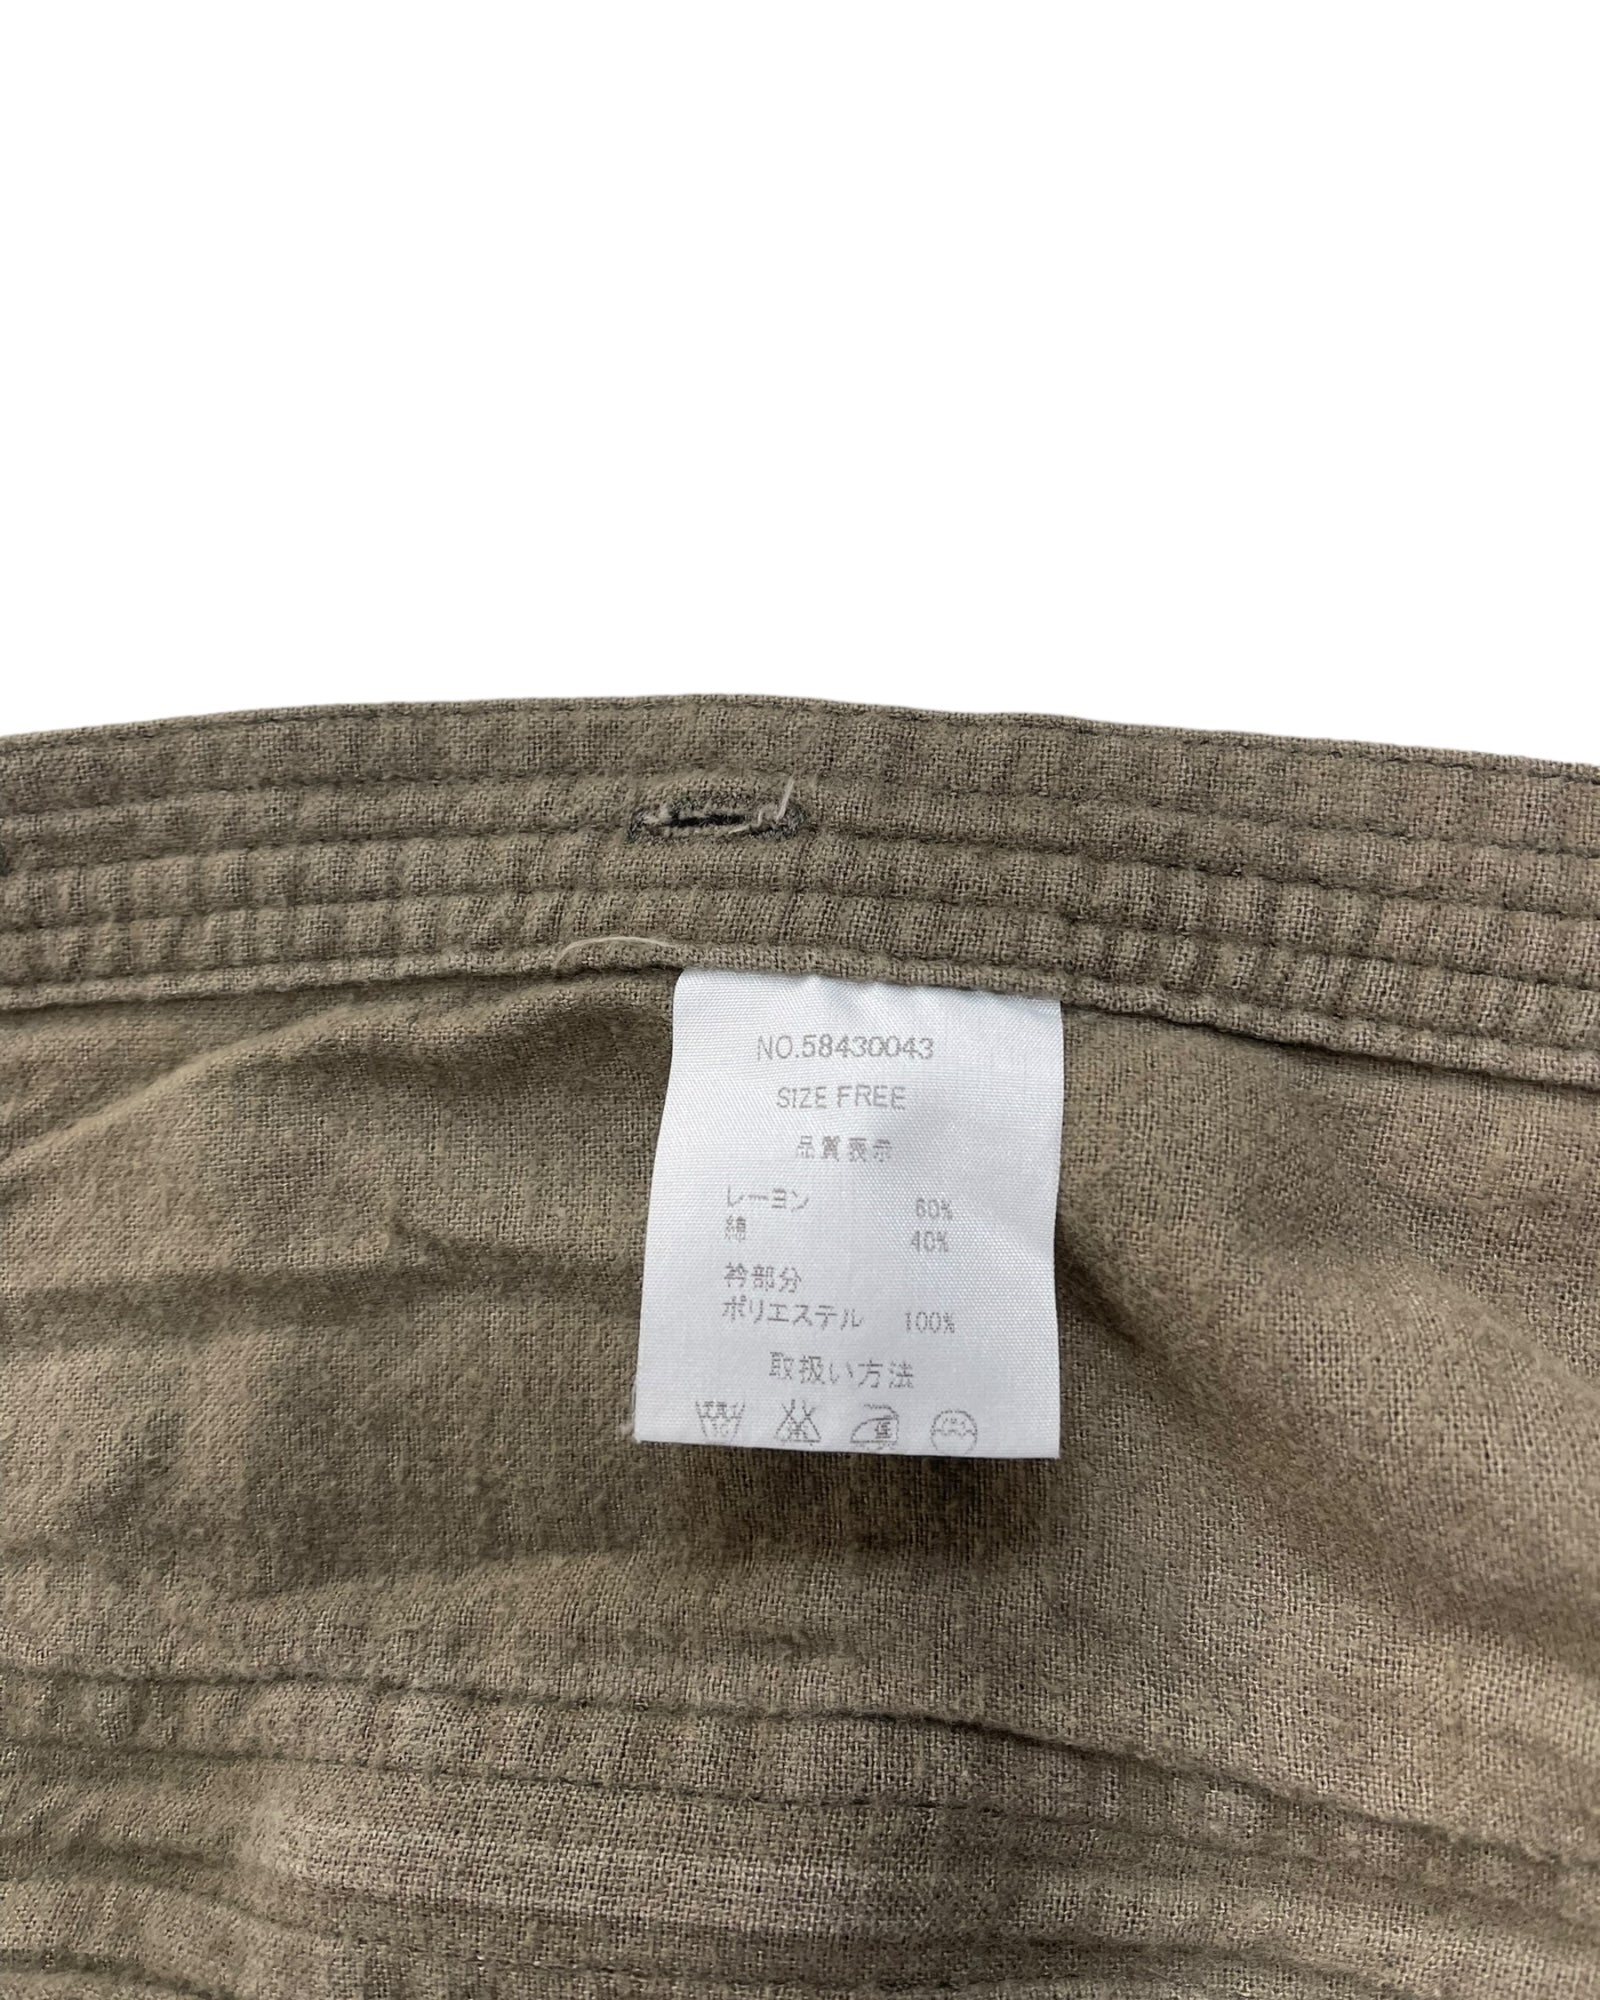 NO.58430043
SIZE FREE
品質表示
レーヨン 60%
綿 40%
衿部分
ポリエステル 100%
取扱い方法